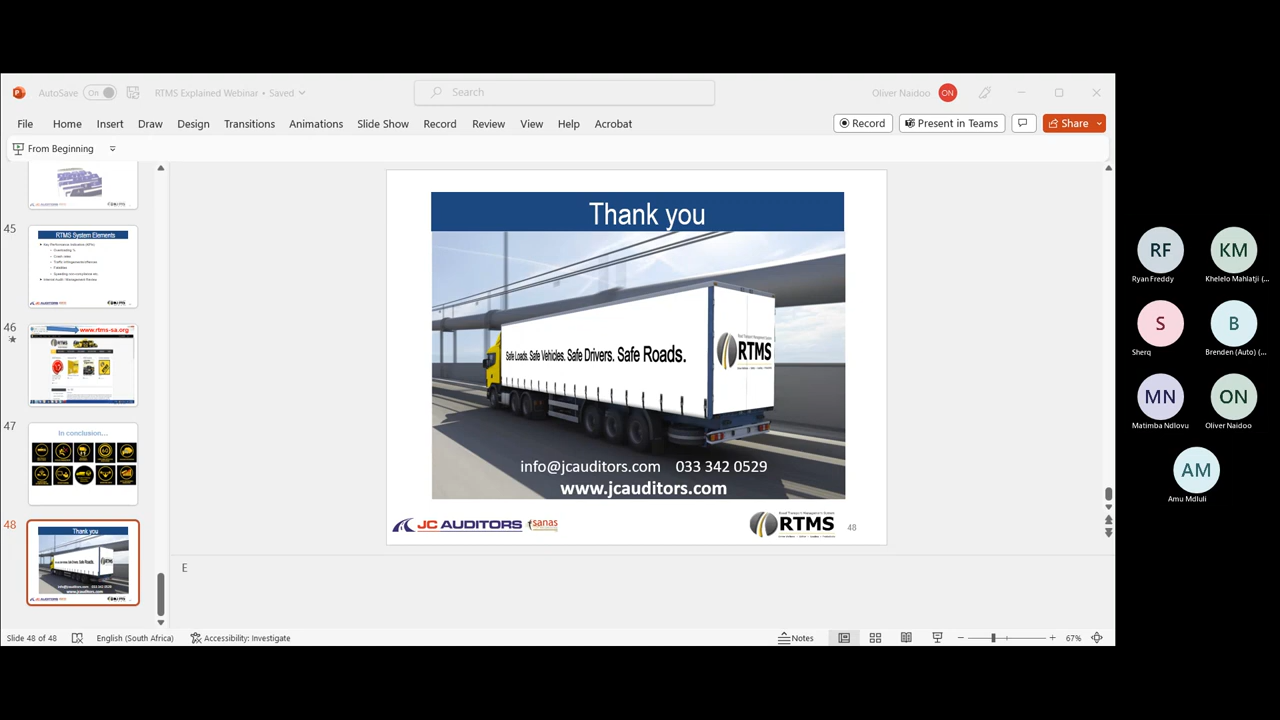 AutoSave On RTMS Explained Webinar • Saved Search Oliver Naidoo ON
File Home Insert Draw Design Transitions Animations Slide Show Record Review View Help Acrobat Record Present in Teams Share
From Beginning
45
RTMS System Elements
46
www.rtms-sa.org
47
In conclusion...
48
Thank you
Thank you
Safe Loads. Safe Vehicles. Safe Drivers. Safe Roads.
RTMS
info@jcauditors.com 033 342 0529
www.jcauditors.com
JC AUDITORS sanas
RTMS
48
E
Slide 48 of 48 English (South Africa) Accessibility: Investigate Notes 67%
RF KM
Ryan Freddy Khelelo Mahlatji (...
S B
Sherq Brenden (Auto) (...
MN ON
Matimba Ndlovu Oliver Naidoo
AM
Amu Mdluli